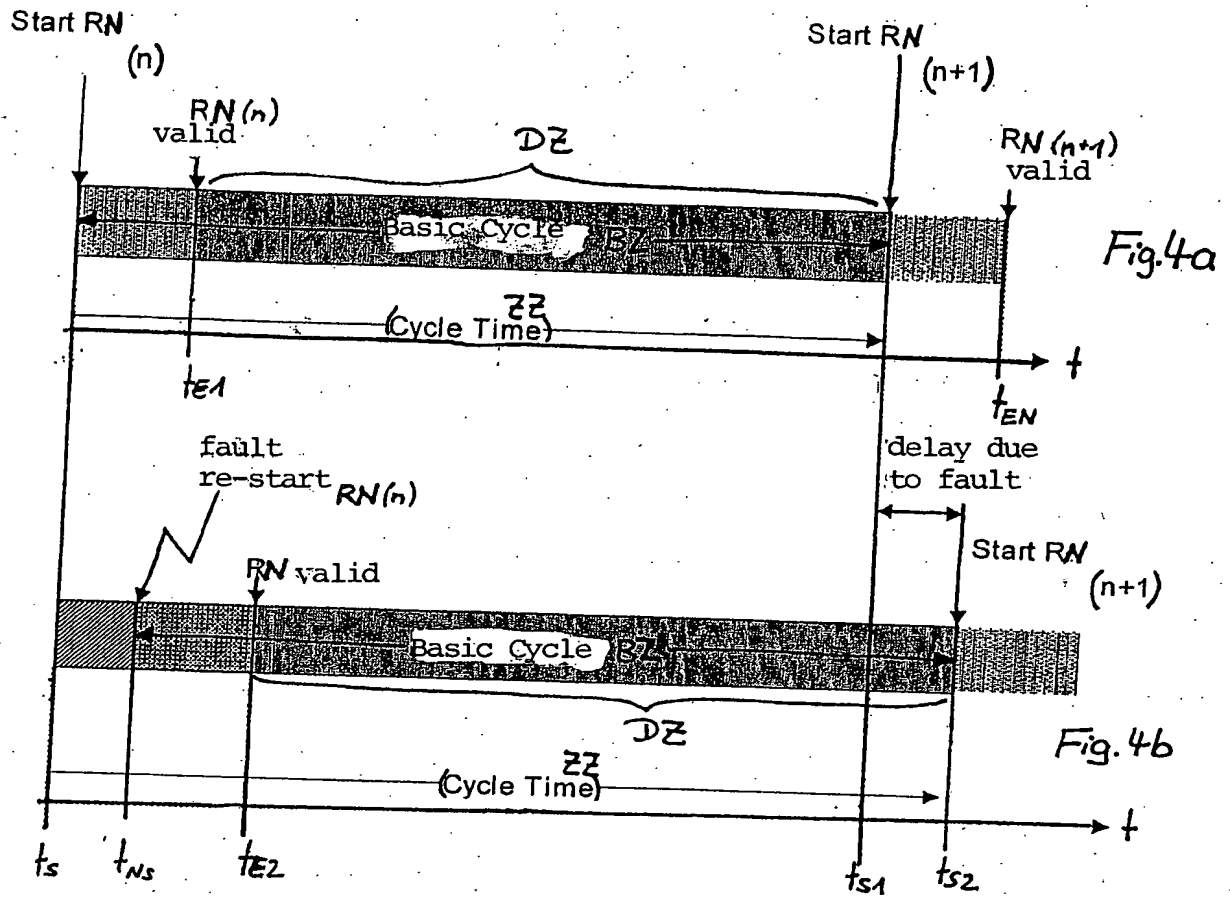 Start RN
(n)
Start RN
(n+1)
RN(n)
valid
DZ
RN(n+1)
valid
Basic Cycle BZ
Fig.4a
ZZ
(Cycle Time)
t
tE1
tEN
fault
re-start RN(n)
delay due
to fault
RN valid
Start RN
(n+1)
Basic Cycle BZ
DZ
Fig.4b
ZZ
(Cycle Time)
t
ts
tNs
tE2
tS1
tS2